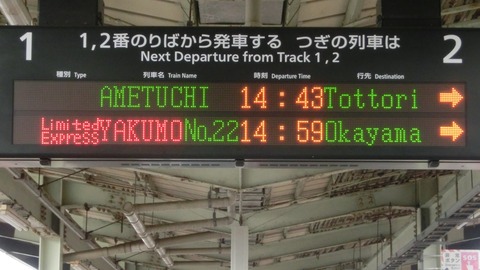 1 1,2番のりばから発車する つぎの列車は 2
Next Departure from Track 1,2
種別 Type 列車名 Train Name 時刻 Departure Time 行先 Destination
AMETUCHI 14:43 Tottori →
Limited Express YAKUMO No.22 14:59 Okayama →
SOS